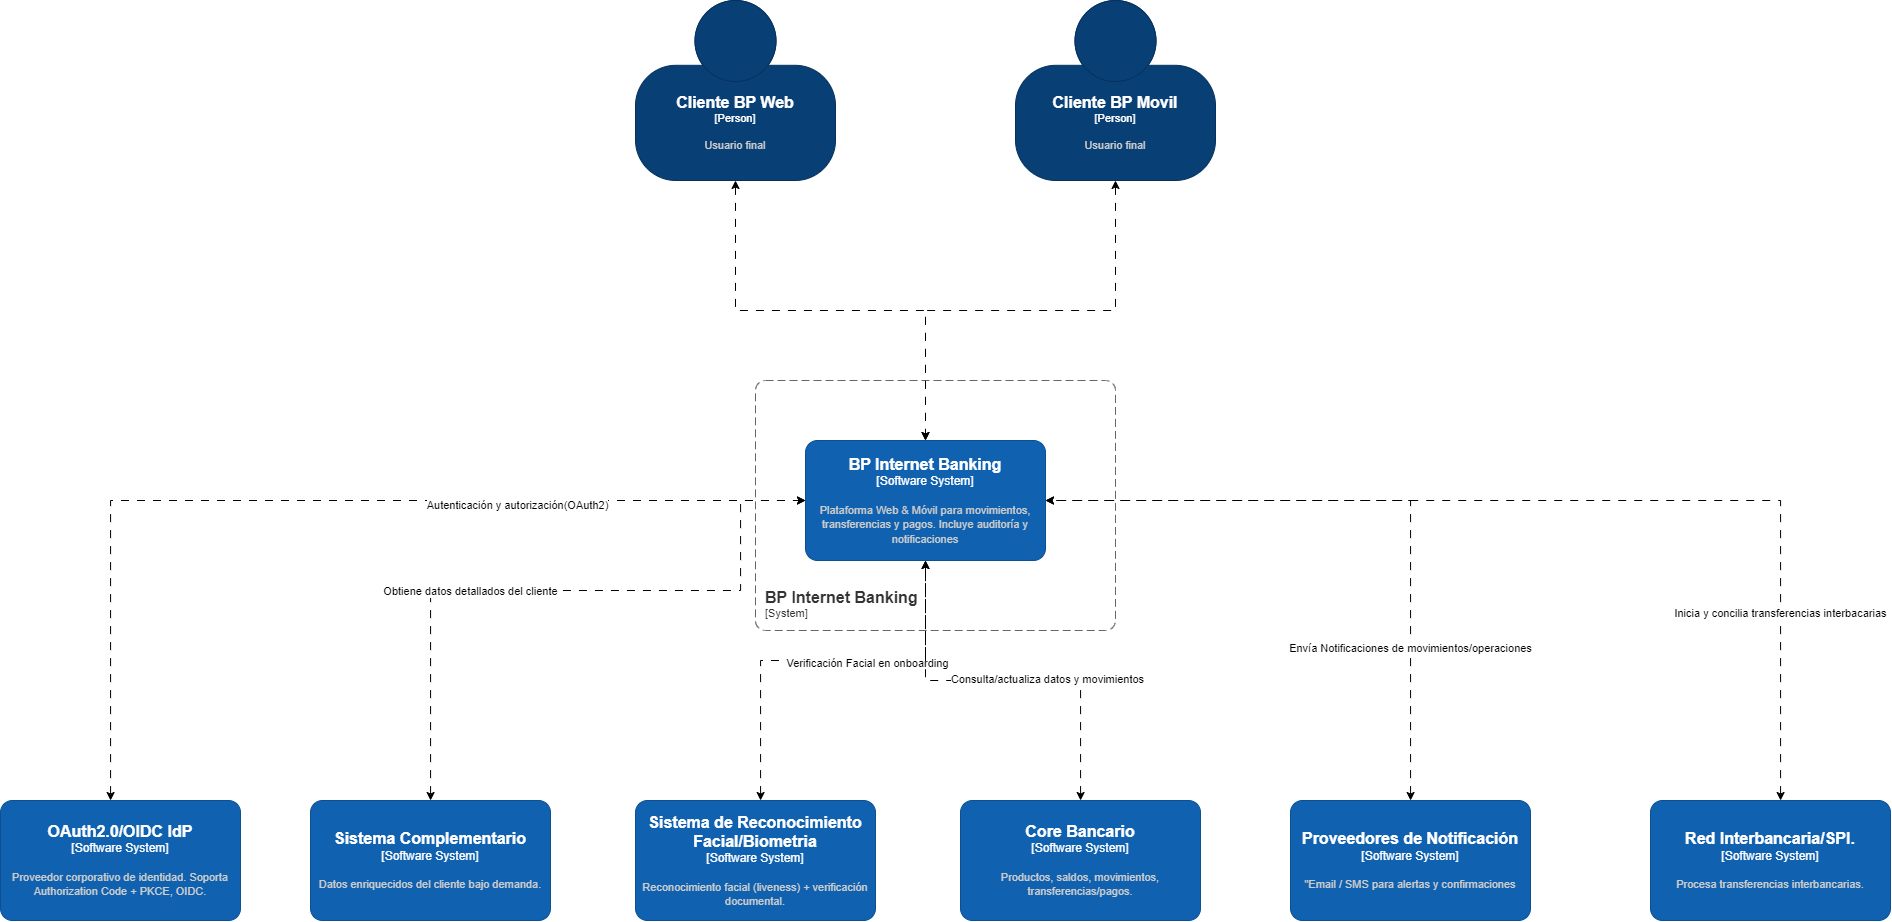 Cliente BP Web
[Person]
Usuario final
Cliente BP Movil
[Person]
Usuario final
BP Internet Banking
[Software System]
Plataforma Web & Móvil para movimientos,
transferencias y pagos. Incluye auditoría y
notificaciones
BP Internet Banking
[System]
Autenticación y autorización(OAuth2)
Obtiene datos detallados del cliente
Verificación Facial en onboarding
Consulta/actualiza datos y movimientos
Envía Notificaciones de movimientos/operaciones
Inicia y concilia transferencias interbacarias
OAuth2.0/OIDC IdP
[Software System]
Proveedor corporativo de identidad. Soporta
Authorization Code + PKCE, OIDC.
Sistema Complementario
[Software System]
Datos enriquecidos del cliente bajo demanda.
Sistema de Reconocimiento
Facial/Biometria
[Software System]
Reconocimiento facial (liveness) + verificación
documental.
Core Bancario
[Software System]
Productos, saldos, movimientos,
transferencias/pagos.
Proveedores de Notificación
[Software System]
"Email / SMS para alertas y confirmaciones
Red Interbancaria/SPI.
[Software System]
Procesa transferencias interbancarias.